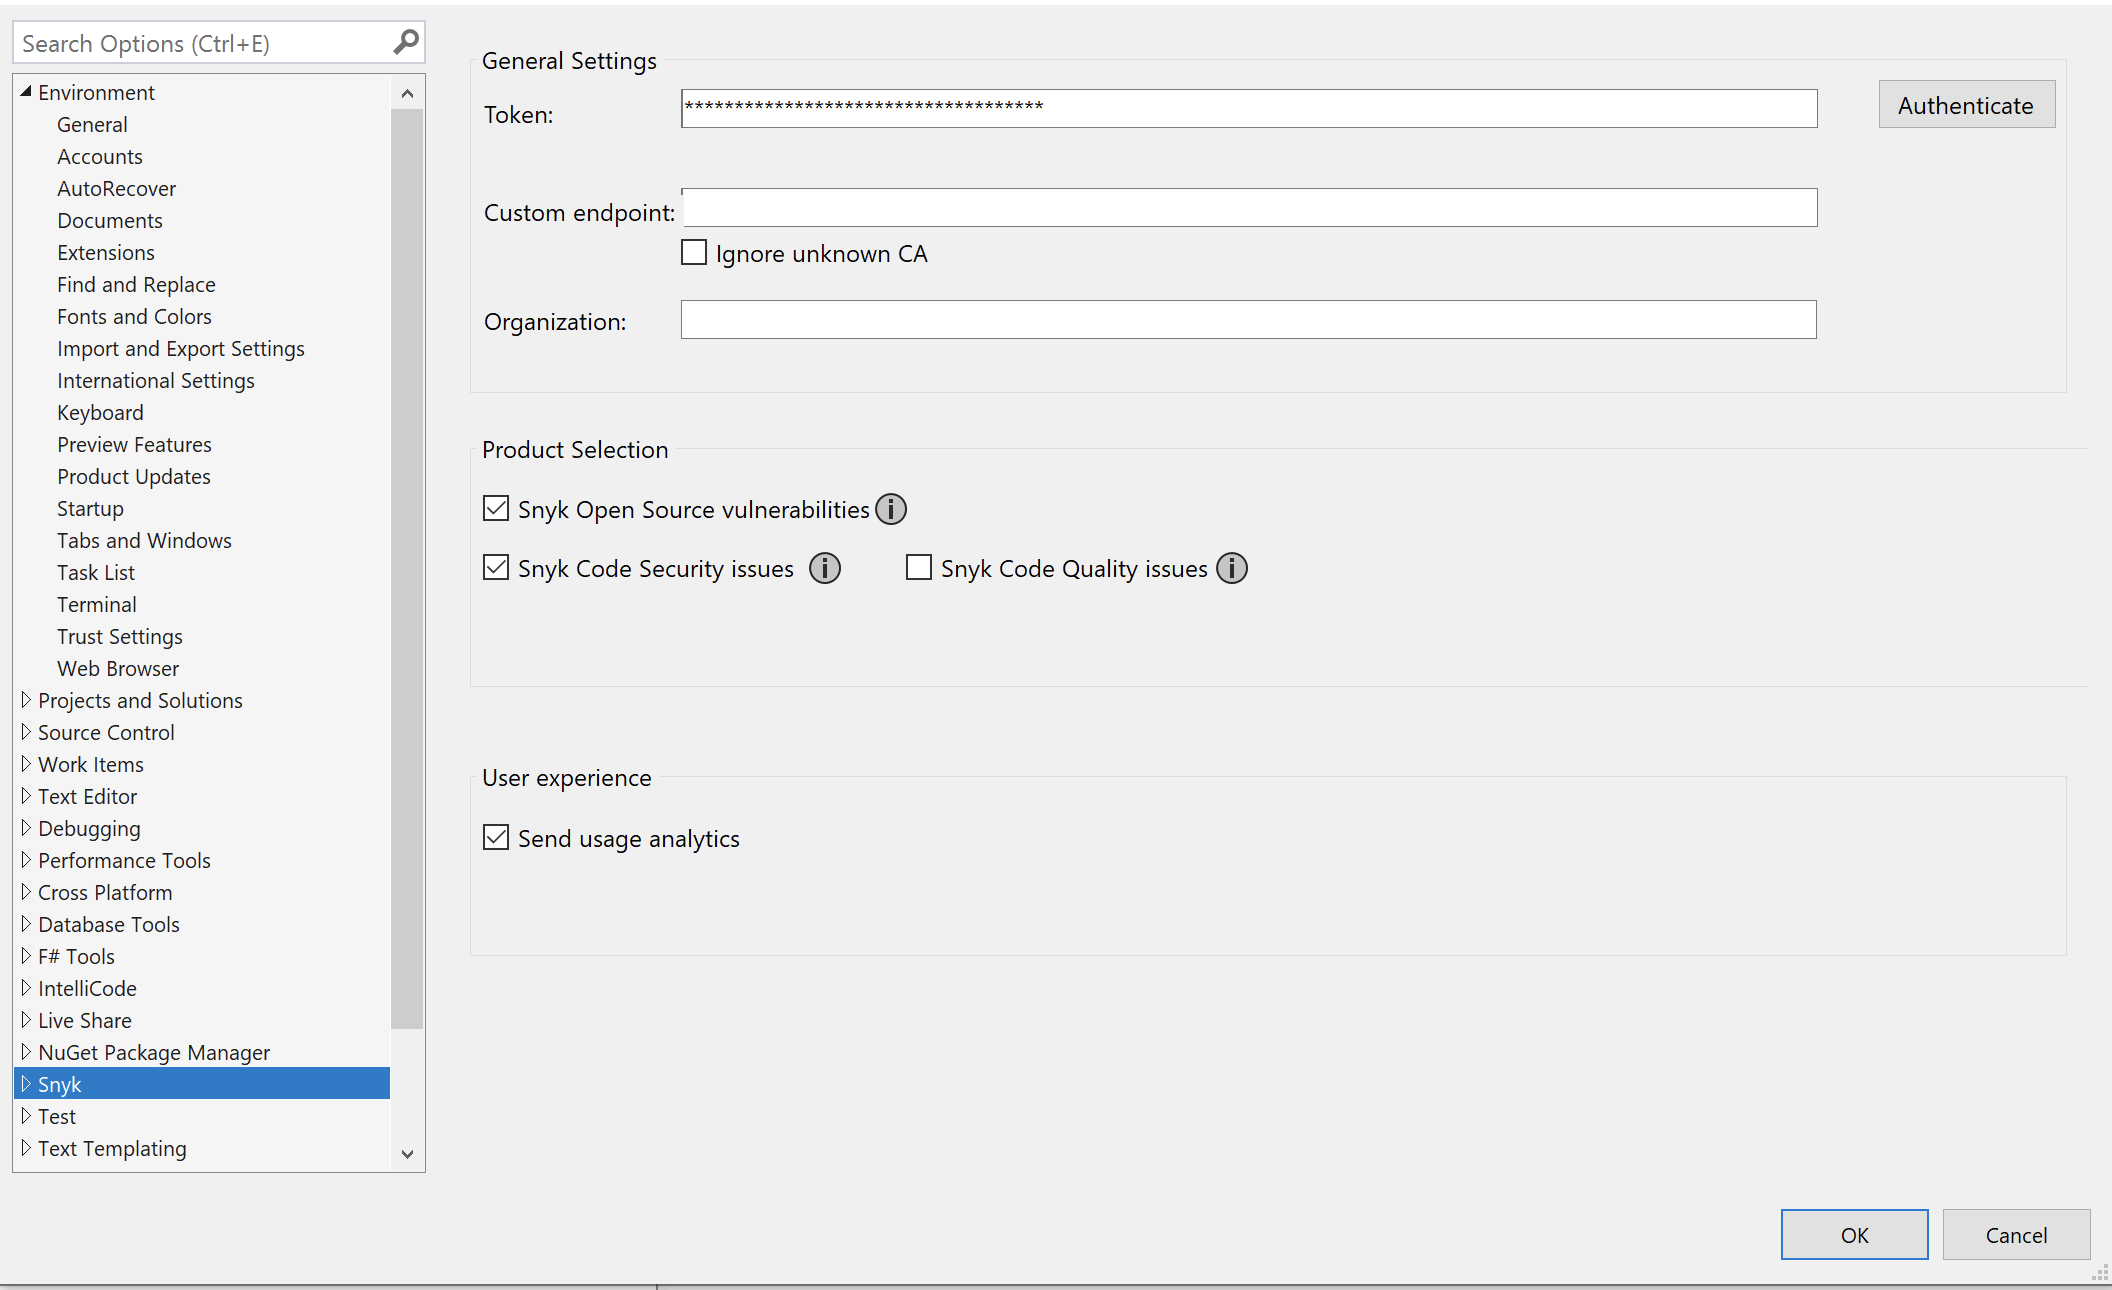 Search Options (Ctrl+E)
Environment
General
Accounts
AutoRecover
Documents
Extensions
Find and Replace
Fonts and Colors
Import and Export Settings
International Settings
Keyboard
Preview Features
Product Updates
Startup
Tabs and Windows
Task List
Terminal
Trust Settings
Web Browser
Projects and Solutions
Source Control
Work Items
Text Editor
Debugging
Performance Tools
Cross Platform
Database Tools
F# Tools
IntelliCode
Live Share
NuGet Package Manager
Snyk
Test
Text Templating
General Settings
Token: ************************************ Authenticate
Custom endpoint:
Ignore unknown CA
Organization:
Product Selection
Snyk Open Source vulnerabilities
Snyk Code Security issues Snyk Code Quality issues
User experience
Send usage analytics
OK Cancel